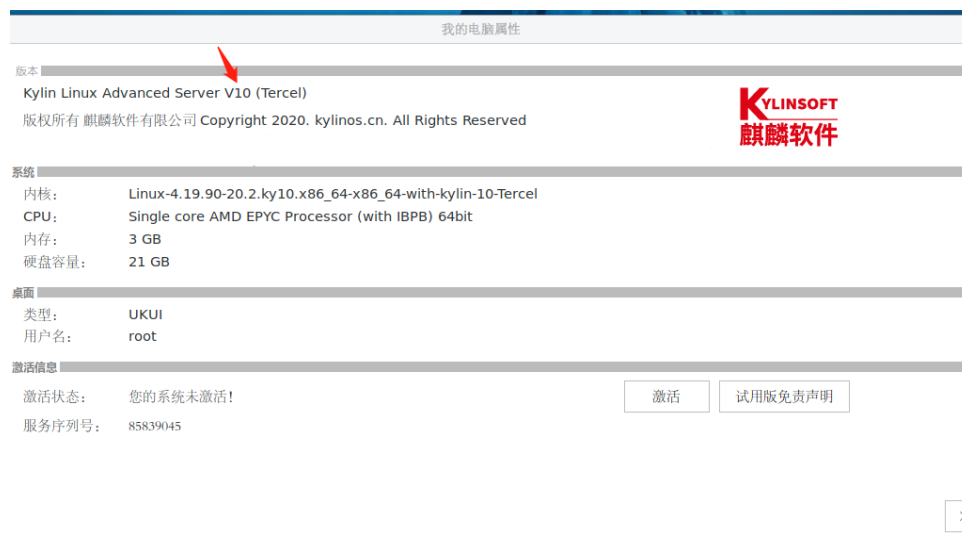 我的电脑属性
版本
Kylin Linux Advanced Server V10 (Tercel)
版权所有 麒麟软件有限公司 Copyright 2020. kylinos.cn. All Rights Reserved
KYLINSOFT
麒麟软件
系统
内核: Linux-4.19.90-20.2.ky10.x86_64-x86_64-with-kylin-10-Tercel
CPU: Single core AMD EPYC Processor (with IBPB) 64bit
内存: 3 GB
硬盘容量: 21 GB
桌面
类型: UKUI
用户名: root
激活信息
激活状态: 您的系统未激活! 激活 试用版免责声明
服务序列号: 85839045